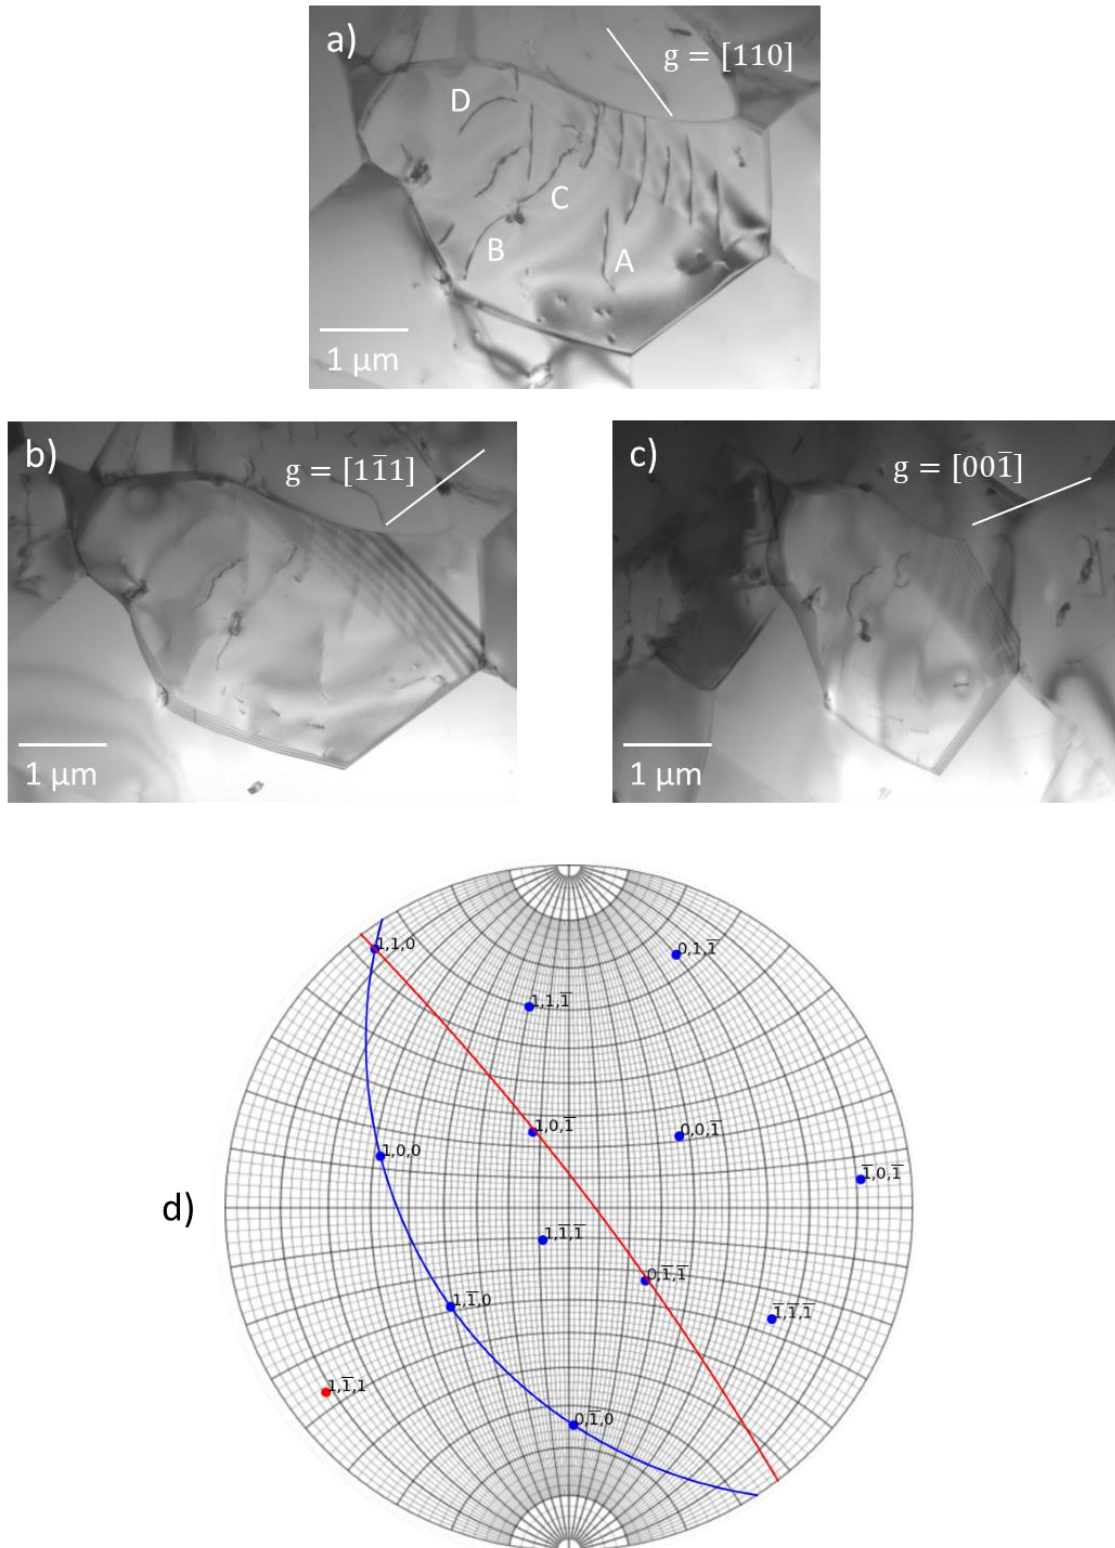 a)
g = [110]
D
C
B
A
1 µm
b)
g = [11̅1]
1 µm
c)
g = [001̅]
1 µm
d)
1,1,0
0,1,1̅
1,1,1̅
1,0,1̅
0,0,1̅
1,0,0
1̅,0,1̅
1,1̅,1̅
0,1̅,1̅
1,1̅,0
1̅,1̅,1̅
1,1̅,1
0,1̅,0